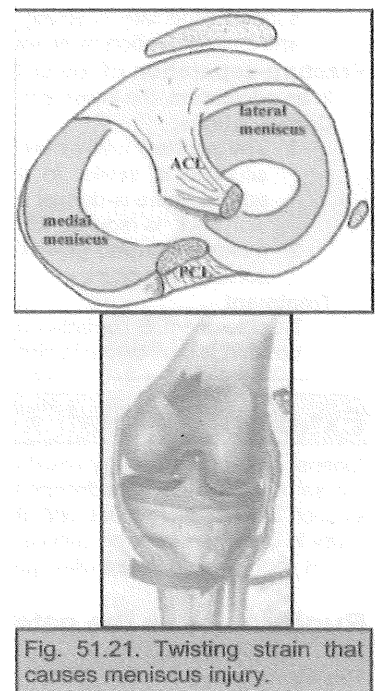 lateral
meniscus
ACL
medial
meniscus
PCL
Fig. 51.21. Twisting strain that
causes meniscus injury.